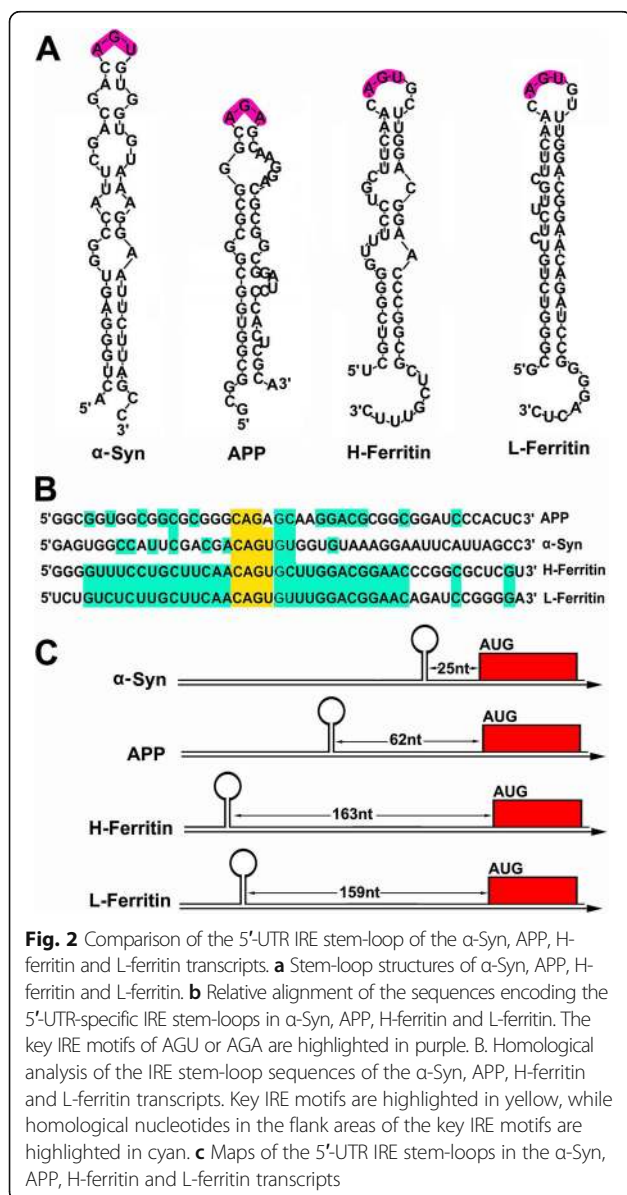 A
α-Syn
APP
H-Ferritin
L-Ferritin
B
5'GGCGGUGGCGGCGCGGGCAGAGCAAGGACGCGGCGGAUCCCACUC3' APP
5'GAGUGGCCAUUCGACGACAGUGUGGUGUAAAGGAAUUCAUUAGCC3' α-Syn
5'GGGGUUUCCUGCUUCAACAGUGCUUGGACGGAACCCGGCGCUCGU3' H-Ferritin
5'UCUGUCUCUUGCUUCAACAGUGUUUGGACGGAACAGAUCCGGGGA3' L-Ferritin
C
α-Syn
25nt
AUG
APP
62nt
AUG
H-Ferritin
163nt
AUG
L-Ferritin
159nt
AUG
Fig. 2 Comparison of the 5′-UTR IRE stem-loop of the α-Syn, APP, H-
ferritin and L-ferritin transcripts. a Stem-loop structures of α-Syn, APP, H-
ferritin and L-ferritin. b Relative alignment of the sequences encoding the
5′-UTR-specific IRE stem-loops in α-Syn, APP, H-ferritin and L-ferritin. The
key IRE motifs of AGU or AGA are highlighted in purple. B. Homological
analysis of the IRE stem-loop sequences of the α-Syn, APP, H-ferritin
and L-ferritin transcripts. Key IRE motifs are highlighted in yellow, while
homological nucleotides in the flank areas of the key IRE motifs are
highlighted in cyan. c Maps of the 5′-UTR IRE stem-loops in the α-Syn,
APP, H-ferritin and L-ferritin transcripts